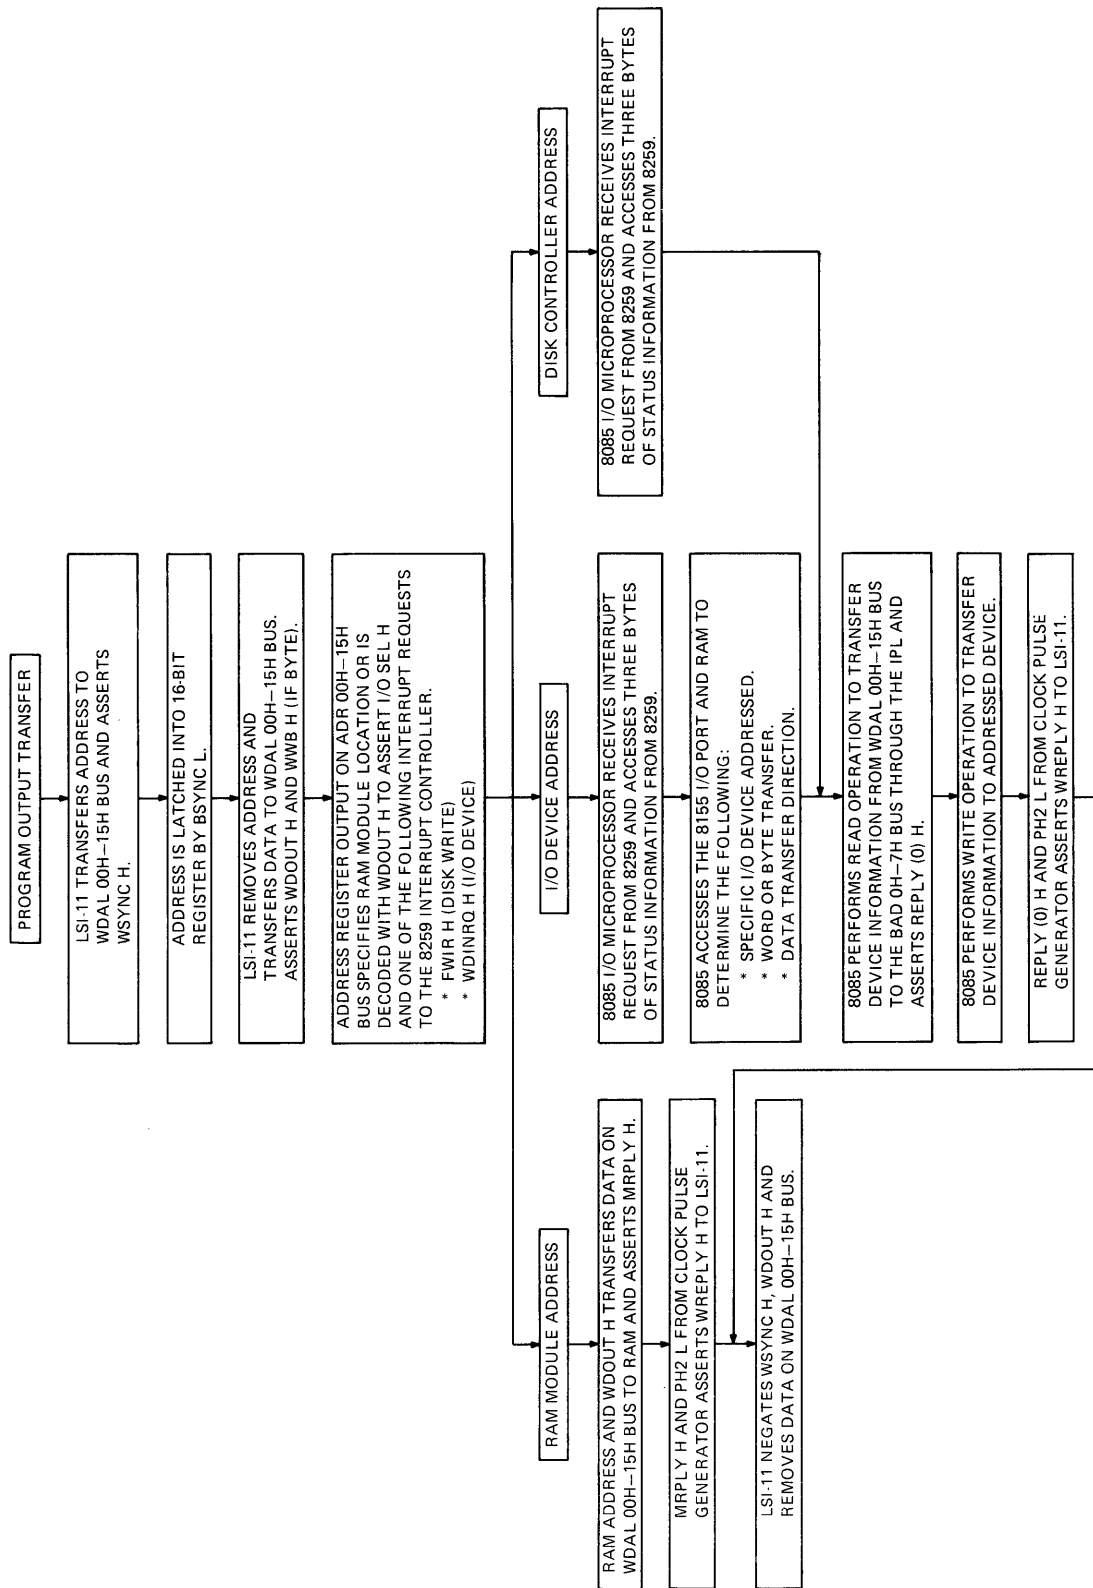 PROGRAM OUTPUT TRANSFER
LSI-11 TRANSFERS ADDRESS TO
WDAL 00H–15H BUS AND ASSERTS
WSYNC H.
ADDRESS IS LATCHED INTO 16-BIT
REGISTER BY BSYNC L.
LSI-11 REMOVES ADDRESS AND
TRANSFERS DATA TO WDAL 00H–15H BUS.
ASSERTS WDOUT H AND WWB H (IF BYTE).
ADDRESS REGISTER OUTPUT ON ADR 00H–15H
BUS SPECIFIES RAM MODULE LOCATION OR IS
DECODED WITH WDOUT H TO ASSERT I/O SEL H
AND ONE OF THE FOLLOWING INTERRUPT REQUESTS
TO THE 8259 INTERRUPT CONTROLLER.
* FWIR H (DISK WRITE)
* WDINRQ H (I/O DEVICE)
RAM MODULE ADDRESS
RAM ADDRESS AND WDOUT H TRANSFERS DATA ON
WDAL 00H–15H BUS TO RAM AND ASSERTS MRPLY H.
MRPLY H AND PH2 L FROM CLOCK PULSE
GENERATOR ASSERTS WREPLY H TO LSI-11.
LSI-11 NEGATES WSYNC H, WDOUT H AND
REMOVES DATA ON WDAL 00H–15H BUS.
I/O DEVICE ADDRESS
8085 I/O MICROPROCESSOR RECEIVES INTERRUPT
REQUEST FROM 8259 AND ACCESSES THREE BYTES
OF STATUS INFORMATION FROM 8259.
8085 ACCESSES THE 8155 I/O PORT AND RAM TO
DETERMINE THE FOLLOWING:
* SPECIFIC I/O DEVICE ADDRESSED.
* WORD OR BYTE TRANSFER.
* DATA TRANSFER DIRECTION.
8085 PERFORMS READ OPERATION TO TRANSFER
DEVICE INFORMATION FROM WDAL 00H–15H BUS
TO THE BAD 0H–7H BUS THROUGH THE IPL AND
ASSERTS REPLY (0) H.
8085 PERFORMS WRITE OPERATION TO TRANSFER
DEVICE INFORMATION TO ADDRESSED DEVICE.
REPLY (0) H AND PH2 L FROM CLOCK PULSE
GENERATOR ASSERTS WREPLY H TO LSI-11.
DISK CONTROLLER ADDRESS
8085 I/O MICROPROCESSOR RECEIVES INTERRUPT
REQUEST FROM 8259 AND ACCESSES THREE BYTES
OF STATUS INFORMATION FROM 8259.